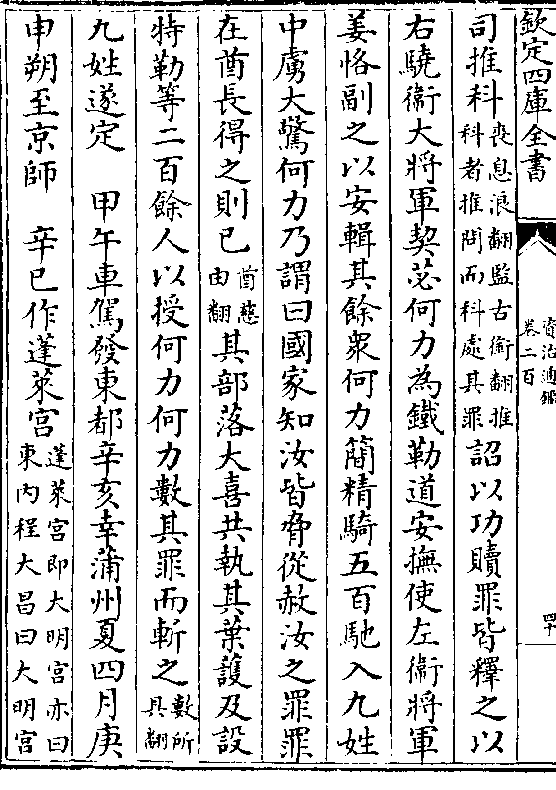 欽定四庫全書
資治通鑑
卷二百
四十
司推科喪息浪翻監古銜翻推
科者推問而科處其罪詔以功贖罪皆釋之以
右驍衛大將軍契苾何力為鐵勒道安撫使左衛將軍
姜恪副之以安輯其餘衆何力簡精騎五百馳入九姓
中虜大驚何力乃謂曰國家知汝皆脅從赦汝之罪罪
在酋長得之則已酋慈
由翻其部落大喜共執其葉護及設
特勒等二百餘人以授何力何力數其罪而斬之數所
具翻
九姓遂定　甲午車駕發東都辛亥幸蒲州夏四月庚
申朔至京師　辛巳作蓬萊宮蓬萊宮即大明宮亦曰
東内程大昌曰大明宮